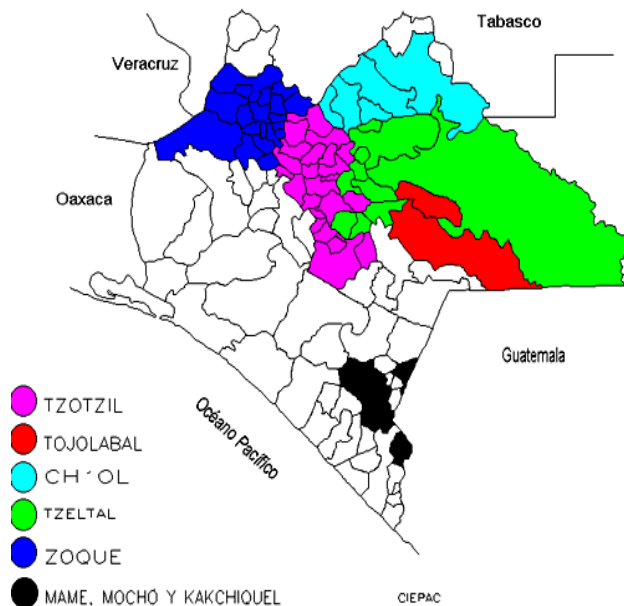 Tabasco
Veracruz
Oaxaca
Guatemala
Océano Pacífico
TZOTZIL
TOJOLABAL
CH´OL
TZELTAL
ZOQUE
MAME, MOCHÓ Y KAKCHIQUEL
CIEPAC